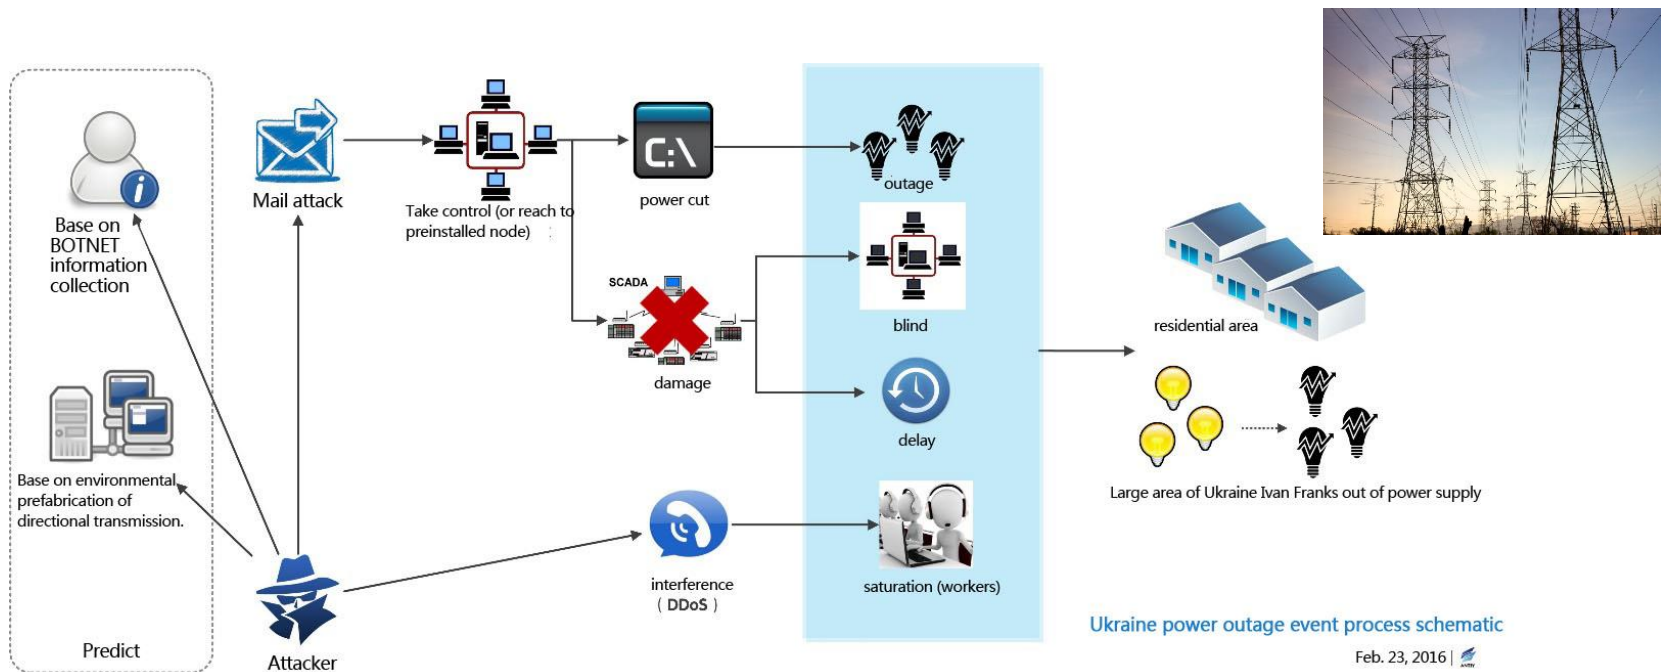 Base on
BOTNET
information
collection
Base on environmental
prefabrication of
directional transmission.
Predict
Mail attack
Attacker
Take control (or reach to
preinstalled node)
C:\
power cut
SCADA
damage
interference
( DDoS )
outage
blind
delay
saturation (workers)
residential area
Large area of Ukraine Ivan Franks out of power supply
Ukraine power outage event process schematic
Feb. 23, 2016 |
ANTIY